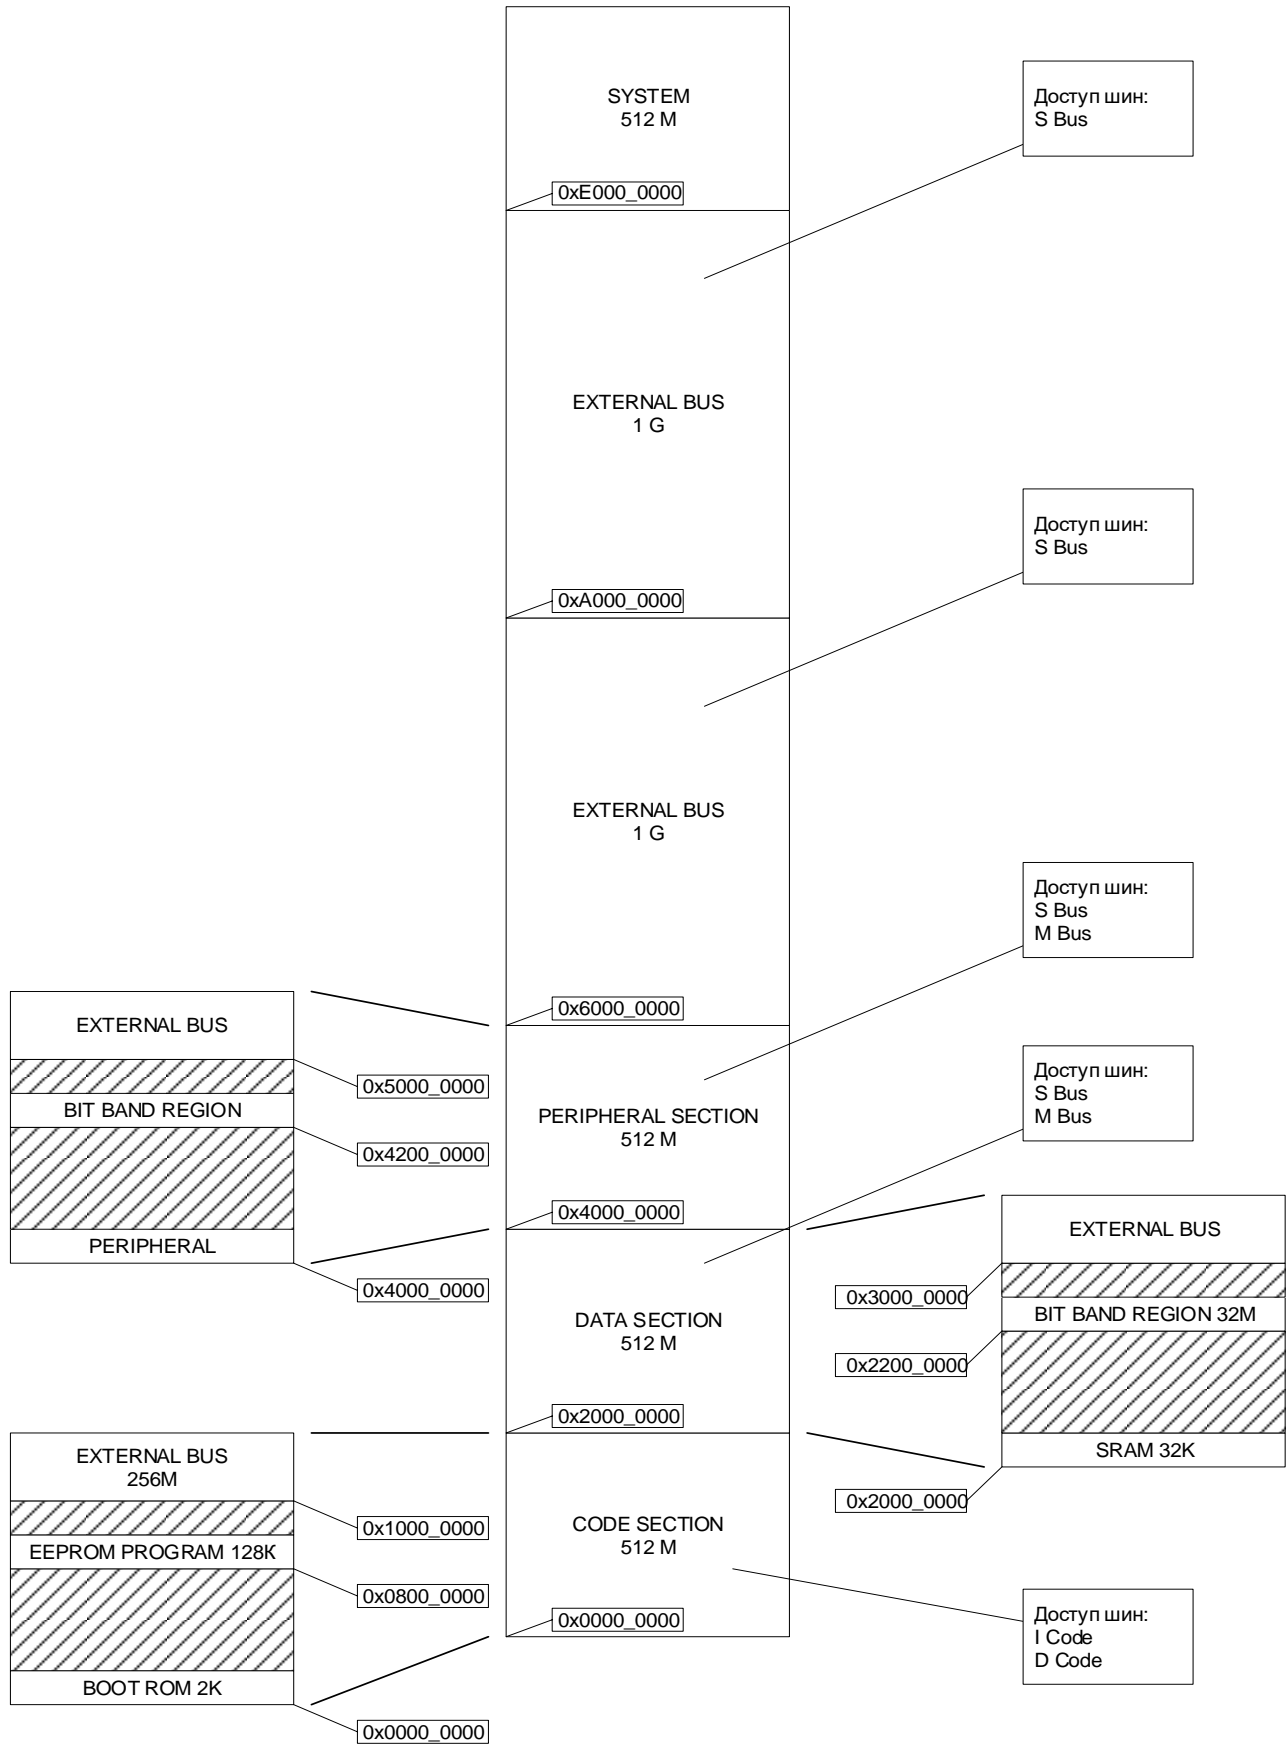 SYSTEM
512 M
Доступ шин:
S Bus
0xE000_0000
EXTERNAL BUS
1 G
Доступ шин:
S Bus
0xA000_0000
EXTERNAL BUS
1 G
Доступ шин:
S Bus
M Bus
0x6000_0000
EXTERNAL BUS
0x5000_0000
BIT BAND REGION
0x4200_0000
PERIPHERAL
0x4000_0000
PERIPHERAL SECTION
512 M
Доступ шин:
S Bus
M Bus
0x4000_0000
EXTERNAL BUS
0x3000_0000
BIT BAND REGION 32M
0x2200_0000
SRAM 32K
0x2000_0000
DATA SECTION
512 M
0x2000_0000
EXTERNAL BUS
256M
0x1000_0000
EEPROM PROGRAM 128K
0x0800_0000
BOOT ROM 2K
0x0000_0000
CODE SECTION
512 M
0x0000_0000
Доступ шин:
I Code
D Code